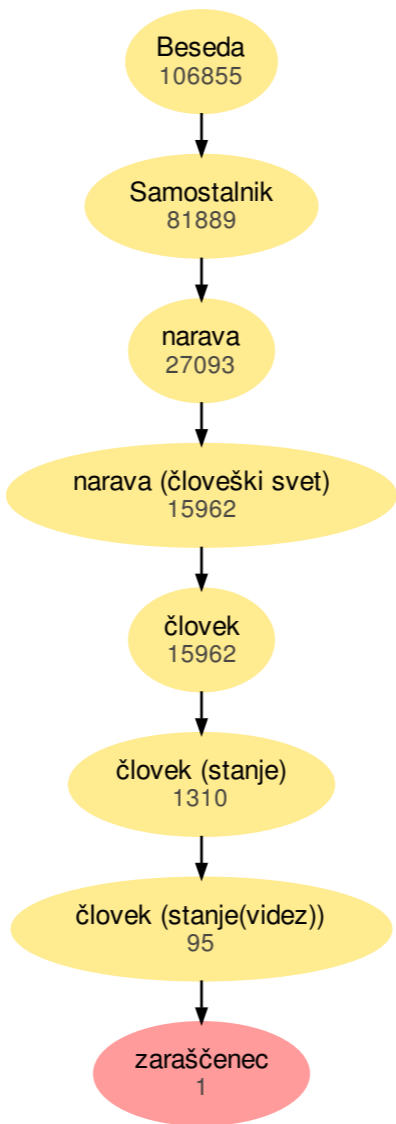 Beseda
106855
Samostalnik
81889
narava
27093
narava (človeški svet)
15962
človek
15962
človek (stanje)
1310
človek (stanje(videz))
95
zaraščenec
1